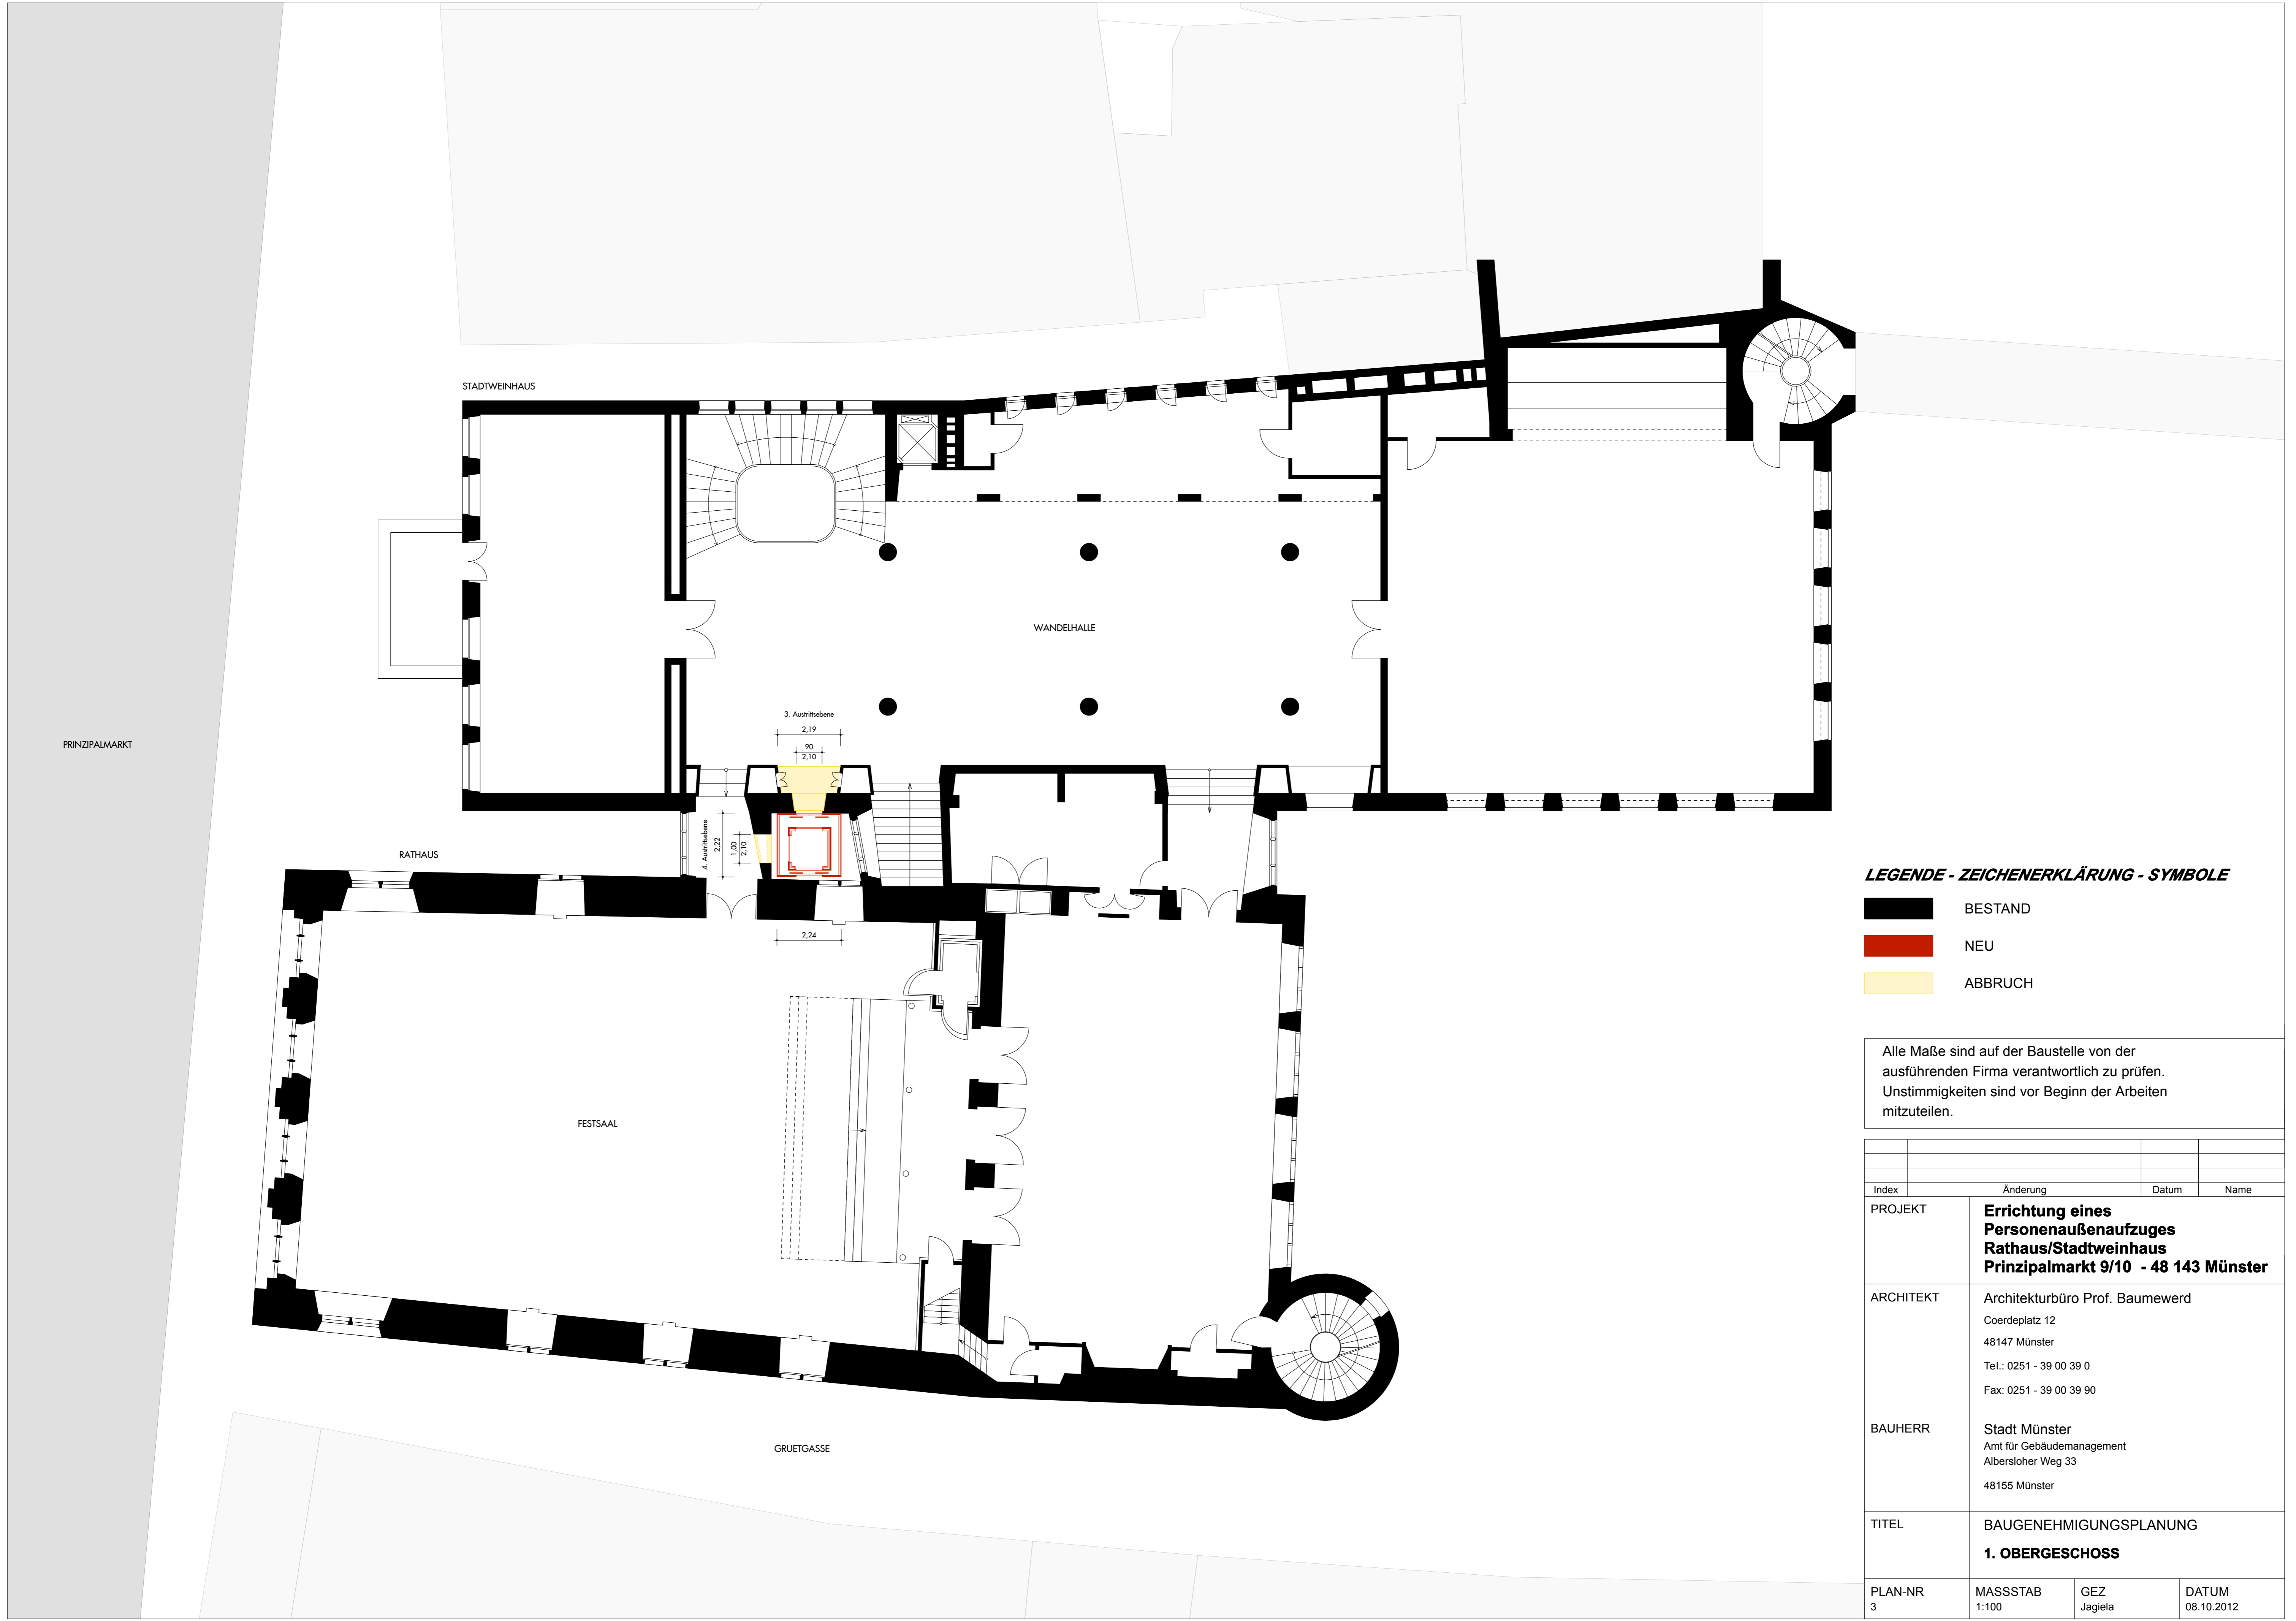 STADTWEINHAUS
WANDELHALLE
PRINZIPALMARKT
3. Austrittsebene
2,19
90
2,10
4. Austrittsebene
2,22
1,00
2,10
RATHAUS
2,24
FESTSAAL
GRUETGASSE
LEGENDE - ZEICHENERKLÄRUNG - SYMBOLE
BESTAND
NEU
ABBRUCH
Alle Maße sind auf der Baustelle von der
ausführenden Firma verantwortlich zu prüfen.
Unstimmigkeiten sind vor Beginn der Arbeiten
mitzuteilen.
Index Änderung Datum Name
PROJEKT Errichtung eines
Personenaußenaufzuges
Rathaus/Stadtweinhaus
Prinzipalmarkt 9/10 - 48 143 Münster
ARCHITEKT Architekturbüro Prof. Baumewerd
Coerdeplatz 12
48147 Münster
Tel.: 0251 - 39 00 39 0
Fax: 0251 - 39 00 39 90
BAUHERR Stadt Münster
Amt für Gebäudemanagement
Albersloher Weg 33
48155 Münster
TITEL BAUGENEHMIGUNGSPLANUNG
1. OBERGESCHOSS
PLAN-NR MASSSTAB GEZ DATUM
3 1:100 Jagiela 08.10.2012